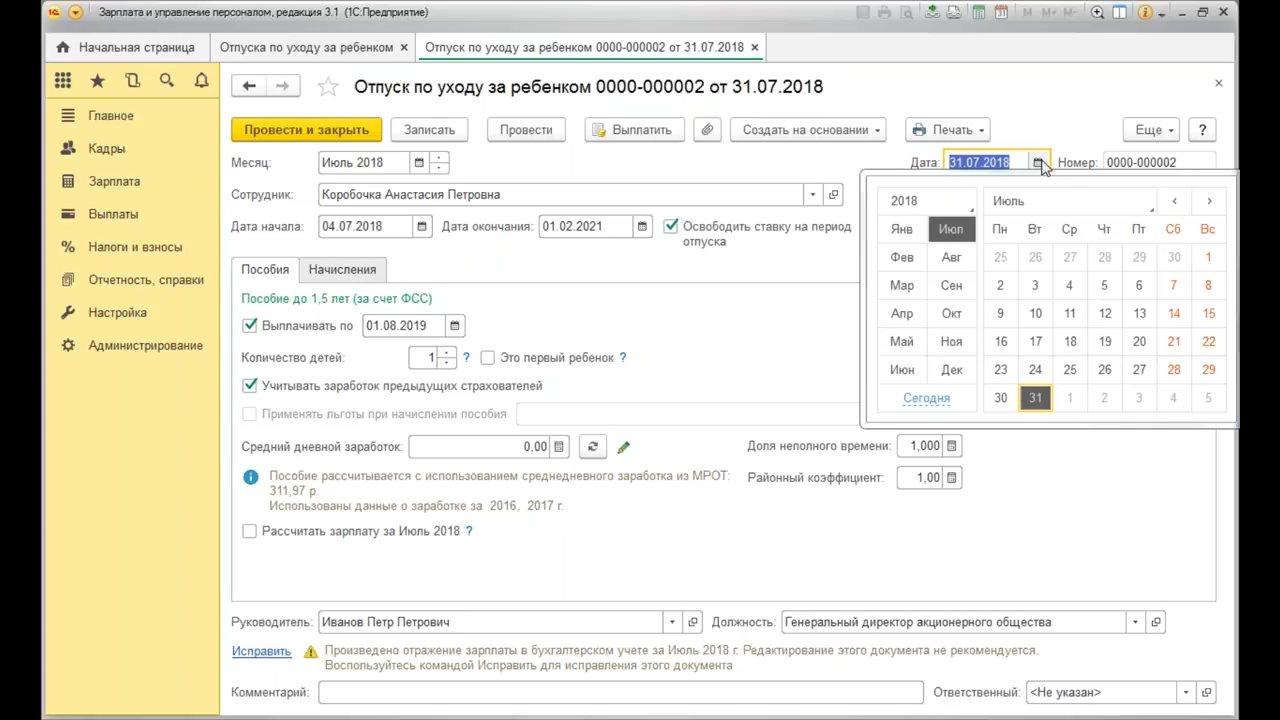 Зарплата и управление персоналом, редакция 3.1 (1С:Предприятие)
M M+ M-
Начальная страница
Отпуска по уходу за ребенком ×
Отпуск по уходу за ребенком 0000-000002 от 31.07.2018 ×
Главное
Кадры
Зарплата
Выплаты
Налоги и взносы
Отчетность, справки
Настройка
Администрирование
Отпуск по уходу за ребенком 0000-000002 от 31.07.2018
Провести и закрыть Записать Провести Выплатить Создать на основании Печать Еще ?
Месяц: Июль 2018 Дата: 31.07.2018 Номер: 0000-000002
Сотрудник: Коробочка Анастасия Петровна
Дата начала: 04.07.2018 Дата окончания: 01.02.2021 Освободить ставку на период
отпуска
Пособия Начисления
Пособие до 1,5 лет (за счет ФСС)
Выплачивать по 01.08.2019
Количество детей: 1 ? Это первый ребенок ?
Учитывать заработок предыдущих страхователей
Применять льготы при начислении пособия
Средний дневной заработок: 0,00 Доля неполного времени: 1,000
Пособие рассчитывается с использованием среднедневного заработка из МРОТ:
311,97 р.
Использованы данные о заработке за 2016, 2017 г.
Районный коэффициент: 1,00
Рассчитать зарплату за Июль 2018 ?
2018 Июль < >
Янв Июл Пн Вт Ср Чт Пт Сб Вс
Фев Авг 25 26 27 28 29 30 1
Мар Сен 2 3 4 5 6 7 8
Апр Окт 9 10 11 12 13 14 15
Май Ноя 16 17 18 19 20 21 22
Июн Дек 23 24 25 26 27 28 29
Сегодня 30 31 1 2 3 4 5
Руководитель: Иванов Петр Петрович Должность: Генеральный директор акционерного общества
Исправить Произведено отражение зарплаты в бухгалтерском учете за Июль 2018 г. Редактирование этого документа не рекомендуется.
Воспользуйтесь командой Исправить для исправления этого документа
Комментарий: Ответственный: <Не указан>